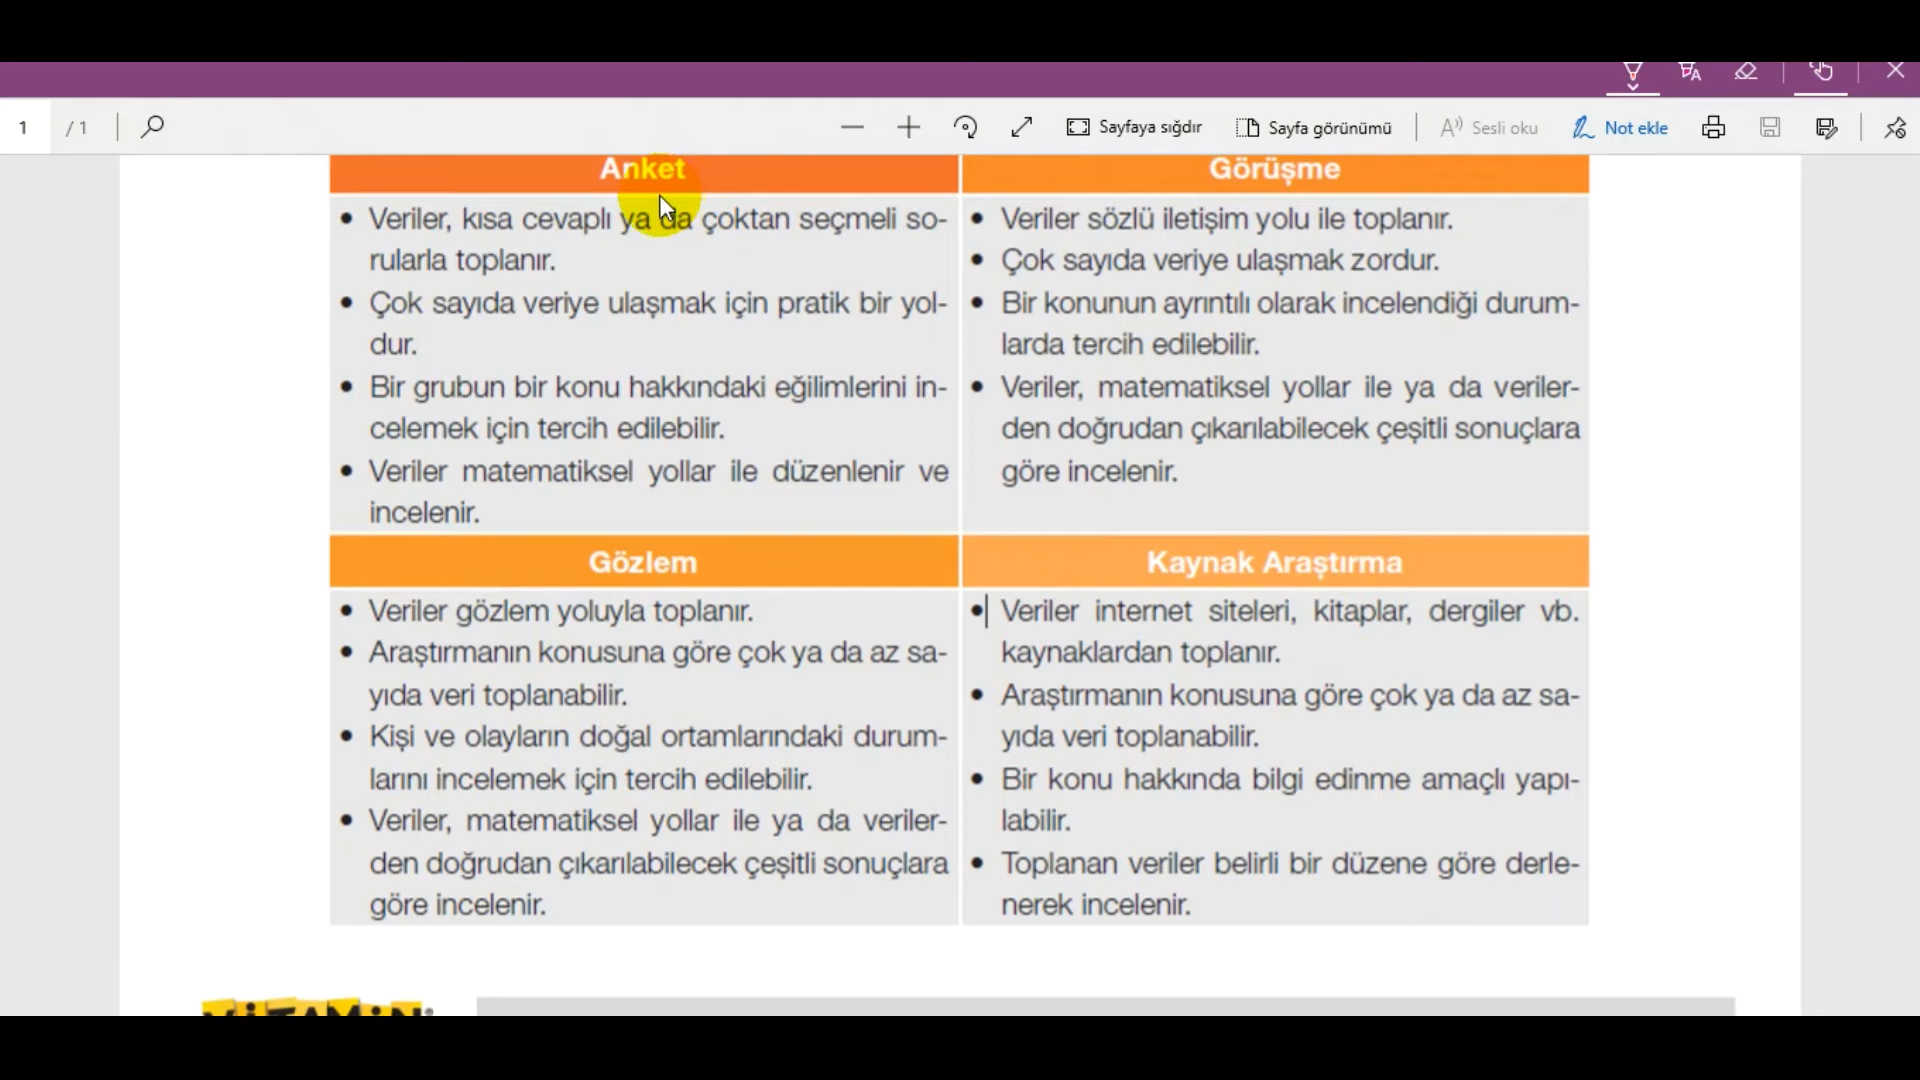 1 / 1
Sayfaya sığdır
Sayfa görünümü
Sesli oku
Not ekle
Anket
• Veriler, kısa cevaplı ya da çoktan seçmeli so-
rularla toplanır.
• Çok sayıda veriye ulaşmak için pratik bir yol-
dur.
• Bir grubun bir konu hakkındaki eğilimlerini in-
celemek için tercih edilebilir.
• Veriler matematiksel yollar ile düzenlenir ve
incelenir.
Görüşme
• Veriler sözlü iletişim yolu ile toplanır.
• Çok sayıda veriye ulaşmak zordur.
• Bir konunun ayrıntılı olarak incelendiği durum-
larda tercih edilebilir.
• Veriler, matematiksel yollar ile ya da veriler-
den doğrudan çıkarılabilecek çeşitli sonuçlara
göre incelenir.
Gözlem
• Veriler gözlem yoluyla toplanır.
• Araştırmanın konusuna göre çok ya da az sa-
yıda veri toplanabilir.
• Kişi ve olayların doğal ortamlarındaki durum-
larını incelemek için tercih edilebilir.
• Veriler, matematiksel yollar ile ya da veriler-
den doğrudan çıkarılabilecek çeşitli sonuçlara
göre incelenir.
Kaynak Araştırma
• Veriler internet siteleri, kitaplar, dergiler vb.
kaynaklardan toplanır.
• Araştırmanın konusuna göre çok ya da az sa-
yıda veri toplanabilir.
• Bir konu hakkında bilgi edinme amaçlı yapı-
labilir.
• Toplanan veriler belirli bir düzene göre derle-
nerek incelenir.
VİTAMİN